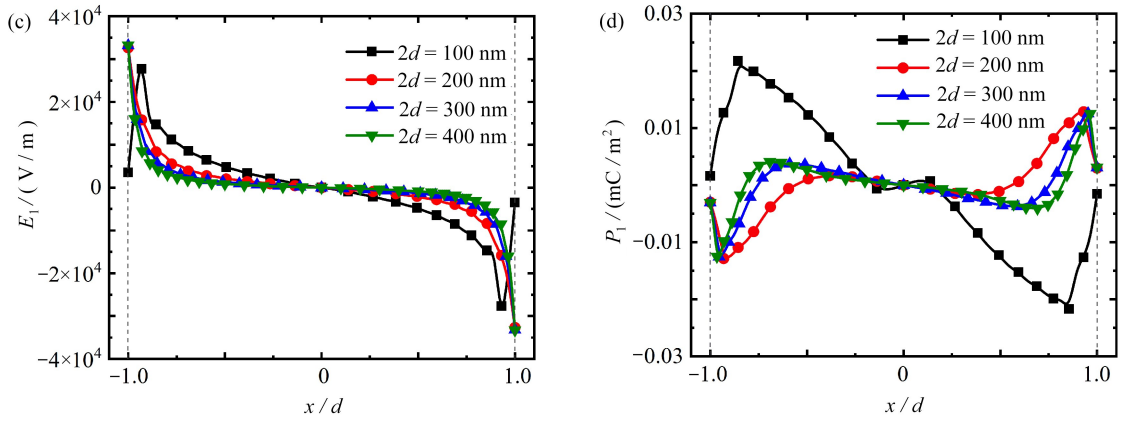 (c)
4×10⁴
2×10⁴
0
−2×10⁴
−4×10⁴
E₁ / ( V / m )
2d = 100 nm
2d = 200 nm
2d = 300 nm
2d = 400 nm
−1.0
0
1.0
x / d
(d)
0.03
0.01
−0.01
−0.03
P₁ / (mC / m²)
2d = 100 nm
2d = 200 nm
2d = 300 nm
2d = 400 nm
−1.0
0
1.0
x / d